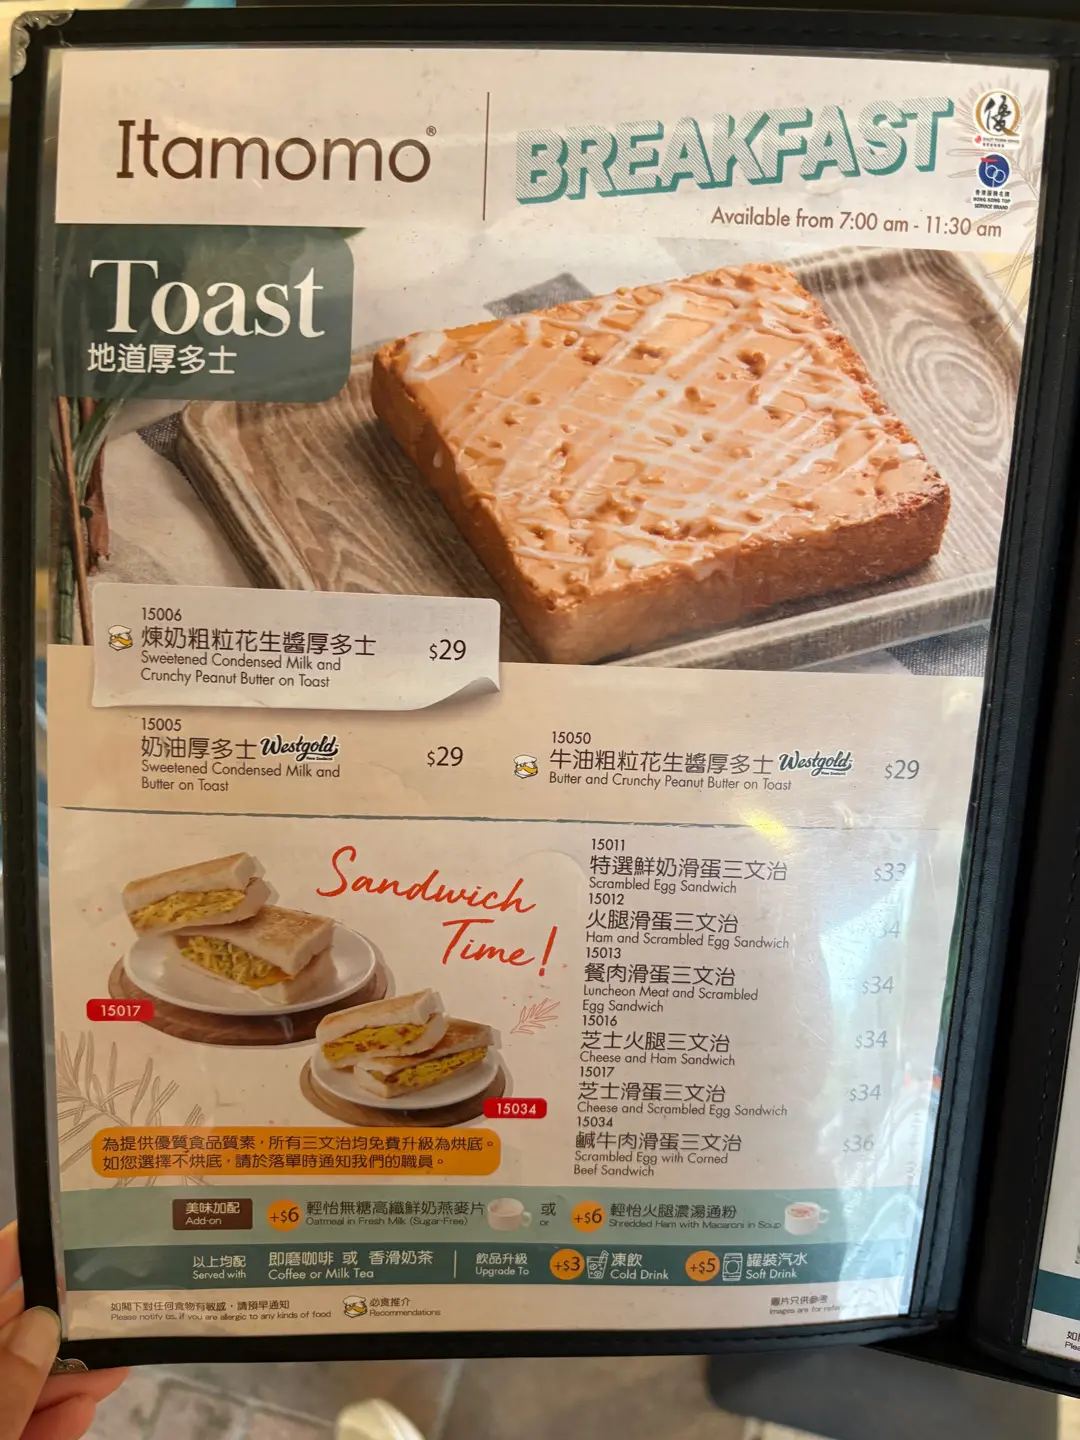 Itamomo®
BREAKFAST
Available from 7:00 am - 11:30 am
優
香港服務名牌
HONG KONG TOP
SERVICE BRAND
Toast
地道厚多士
15006
煉奶粗粒花生醬厚多士
$29
Sweetened Condensed Milk and
Crunchy Peanut Butter on Toast
15005
奶油厚多士 Westgold
$29
Sweetened Condensed Milk and
Butter on Toast
15050
牛油粗粒花生醬厚多士 Westgold
$29
Butter and Crunchy Peanut Butter on Toast
Sandwich
Time!
15017
15034
15011
特選鮮奶滑蛋三文治
$33
Scrambled Egg Sandwich
15012
火腿滑蛋三文治
$34
Ham and Scrambled Egg Sandwich
15013
餐肉滑蛋三文治
$34
Luncheon Meat and Scrambled
Egg Sandwich
15016
芝士火腿三文治
$34
Cheese and Ham Sandwich
15017
芝士滑蛋三文治
$34
Cheese and Scrambled Egg Sandwich
15034
鹹牛肉滑蛋三文治
$36
Scrambled Egg with Corned
Beef Sandwich
為提供優質食品質素，所有三文治均免費升級為烘底。
如您選擇不烘底，請於落單時通知我們的職員。
美味加配
Add-on
+$6
輕怡無糖高纖鮮奶燕麥片
Oatmeal in Fresh Milk (Sugar-Free)
或
or
+$6
輕怡火腿濃湯通粉
Shredded Ham with Macaroni in Soup
以上均配
Served with
即磨咖啡 或 香滑奶茶
Coffee or Milk Tea
飲品升級
Upgrade To
+$3
凍飲
Cold Drink
+$5
罐裝汽水
Soft Drink
如閣下對任何食物有敏感，請預早通知
Please notify us, if you are allergic to any kinds of food
必食推介
Recommendations
圖片只供參考
Images are for